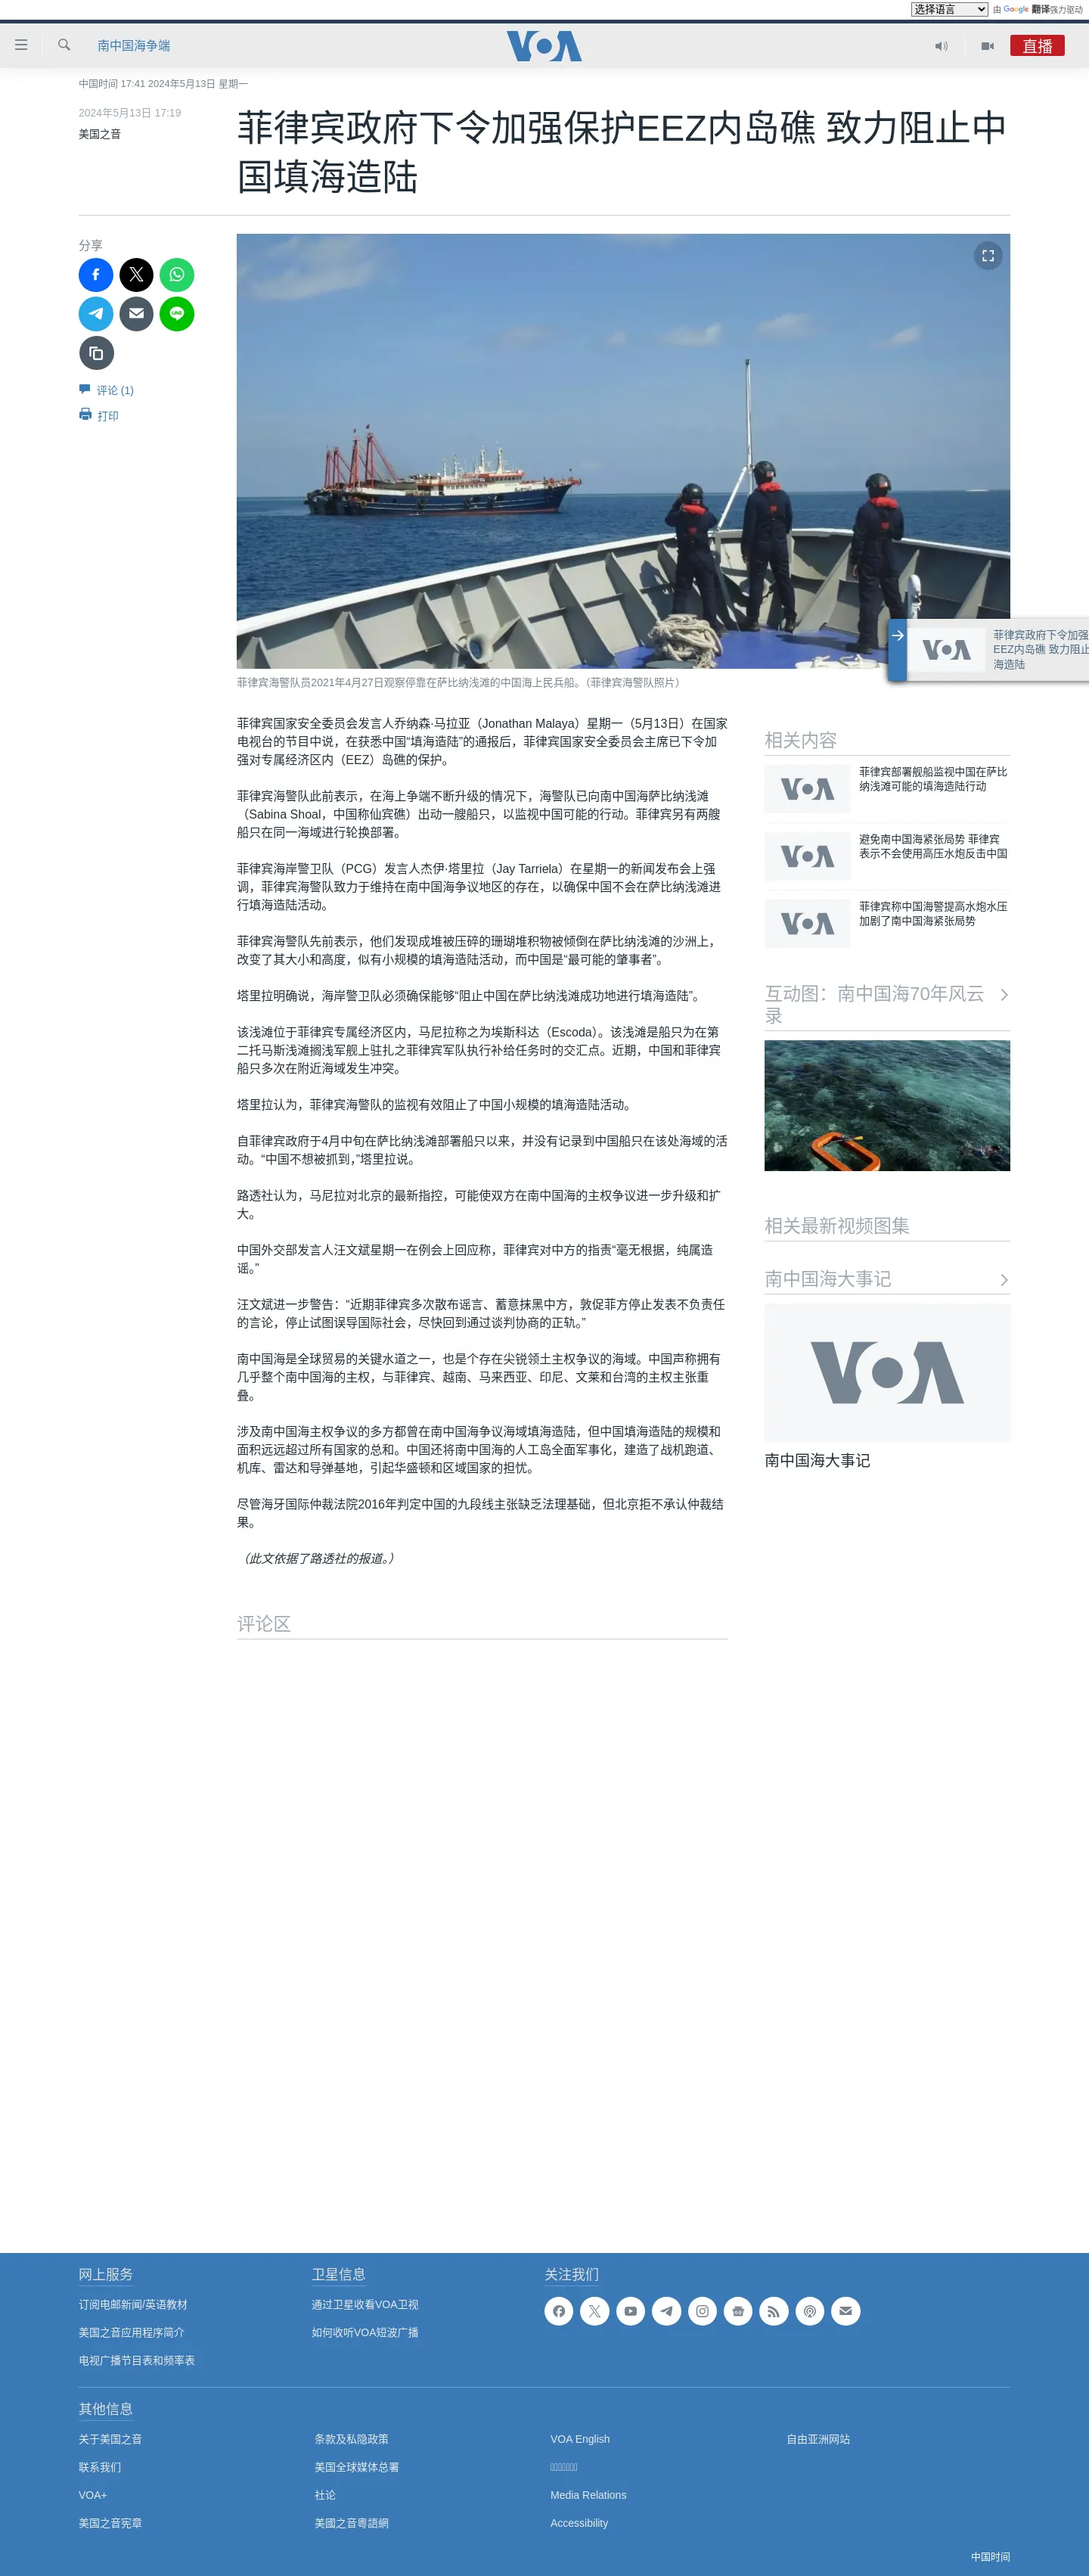 选择语言 由 Google 翻译强力驱动
南中国海争端
VOA
直播
中国时间 17:41 2024年5月13日 星期一
2024年5月13日 17:19
美国之音
菲律宾政府下令加强保护EEZ内岛礁 致力阻止中
国填海造陆
分享
评论 (1)
打印
菲律宾政府下令加强
EEZ内岛礁 致力阻止
海造陆
VOA
菲律宾海警队员2021年4月27日观察停靠在萨比纳浅滩的中国海上民兵船。（菲律宾海警队照片）
菲律宾国家安全委员会发言人乔纳森·马拉亚（Jonathan Malaya）星期一（5月13日）在国家
电视台的节目中说，在获悉中国“填海造陆”的通报后，菲律宾国家安全委员会主席已下令加
强对专属经济区内（EEZ）岛礁的保护。
菲律宾海警队此前表示，在海上争端不断升级的情况下，海警队已向南中国海萨比纳浅滩
（Sabina Shoal，中国称仙宾礁）出动一艘船只，以监视中国可能的行动。菲律宾另有两艘
船只在同一海域进行轮换部署。
菲律宾海岸警卫队（PCG）发言人杰伊·塔里拉（Jay Tarriela）在星期一的新闻发布会上强
调，菲律宾海警队致力于维持在南中国海争议地区的存在，以确保中国不会在萨比纳浅滩进
行填海造陆活动。
菲律宾海警队先前表示，他们发现成堆被压碎的珊瑚堆积物被倾倒在萨比纳浅滩的沙洲上，
改变了其大小和高度，似有小规模的填海造陆活动，而中国是“最可能的肇事者”。
塔里拉明确说，海岸警卫队必须确保能够“阻止中国在萨比纳浅滩成功地进行填海造陆”。
该浅滩位于菲律宾专属经济区内，马尼拉称之为埃斯科达（Escoda）。该浅滩是船只为在第
二托马斯浅滩搁浅军舰上驻扎之菲律宾军队执行补给任务时的交汇点。近期，中国和菲律宾
船只多次在附近海域发生冲突。
塔里拉认为，菲律宾海警队的监视有效阻止了中国小规模的填海造陆活动。
自菲律宾政府于4月中旬在萨比纳浅滩部署船只以来，并没有记录到中国船只在该处海域的活
动。“中国不想被抓到，”塔里拉说。
路透社认为，马尼拉对北京的最新指控，可能使双方在南中国海的主权争议进一步升级和扩
大。
中国外交部发言人汪文斌星期一在例会上回应称，菲律宾对中方的指责“毫无根据，纯属造
谣。”
汪文斌进一步警告：“近期菲律宾多次散布谣言、蓄意抹黑中方，敦促菲方停止发表不负责任
的言论，停止试图误导国际社会，尽快回到通过谈判协商的正轨。”
南中国海是全球贸易的关键水道之一，也是个存在尖锐领土主权争议的海域。中国声称拥有
几乎整个南中国海的主权，与菲律宾、越南、马来西亚、印尼、文莱和台湾的主权主张重
叠。
涉及南中国海主权争议的多方都曾在南中国海争议海域填海造陆，但中国填海造陆的规模和
面积远远超过所有国家的总和。中国还将南中国海的人工岛全面军事化，建造了战机跑道、
机库、雷达和导弹基地，引起华盛顿和区域国家的担忧。
尽管海牙国际仲裁法院2016年判定中国的九段线主张缺乏法理基础，但北京拒不承认仲裁结
果。
（此文依据了路透社的报道。）
评论区
相关内容
VOA
菲律宾部署舰船监视中国在萨比
纳浅滩可能的填海造陆行动
VOA
避免南中国海紧张局势 菲律宾
表示不会使用高压水炮反击中国
VOA
菲律宾称中国海警提高水炮水压
加剧了南中国海紧张局势
互动图：南中国海70年风云
录
相关最新视频图集
南中国海大事记
VOA
南中国海大事记
网上服务
订阅电邮新闻/英语教材
美国之音应用程序简介
电视广播节目表和频率表
卫星信息
通过卫星收看VOA卫视
如何收听VOA短波广播
关注我们
其他信息
关于美国之音
联系我们
VOA+
美国之音宪章
条款及私隐政策
美国全球媒体总署
社论
美國之音粵語網
VOA English
Media Relations
Accessibility
自由亚洲网站
中国时间